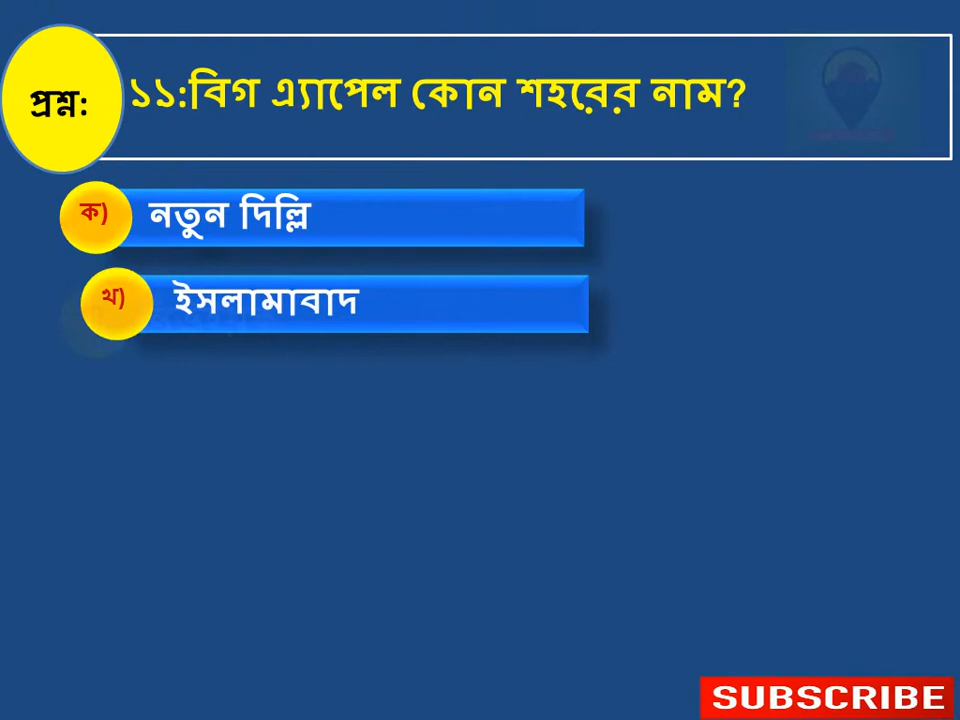 প্রশ্ন:
১১:বিগ এ্যাপেল কোন শহরের নাম?
ক) নতুন দিল্লি
খ) ইসলামাবাদ
SUBSCRIBE